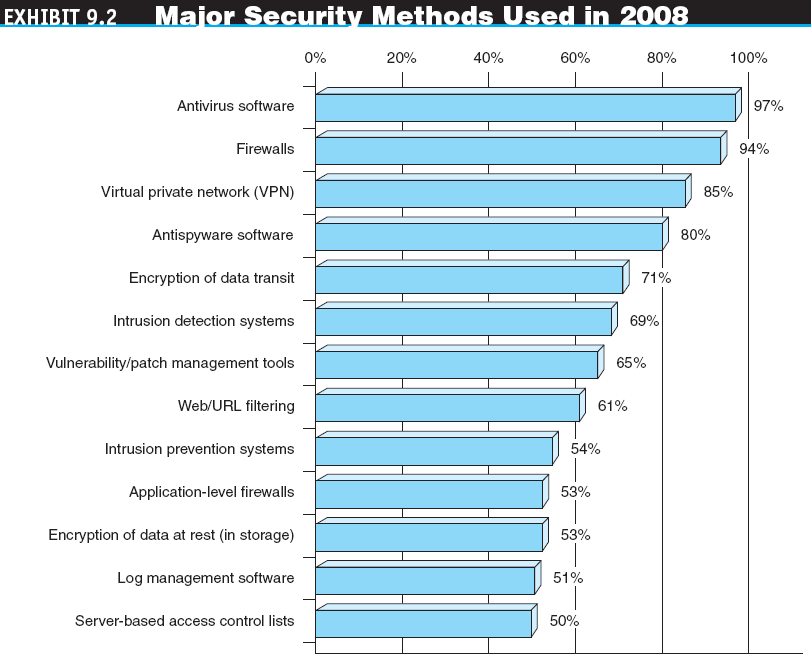 EXHIBIT 9.2 Major Security Methods Used in 2008
0% 20% 40% 60% 80% 100%
Antivirus software 97%
Firewalls 94%
Virtual private network (VPN) 85%
Antispyware software 80%
Encryption of data transit 71%
Intrusion detection systems 69%
Vulnerability/patch management tools 65%
Web/URL filtering 61%
Intrusion prevention systems 54%
Application-level firewalls 53%
Encryption of data at rest (in storage) 53%
Log management software 51%
Server-based access control lists 50%